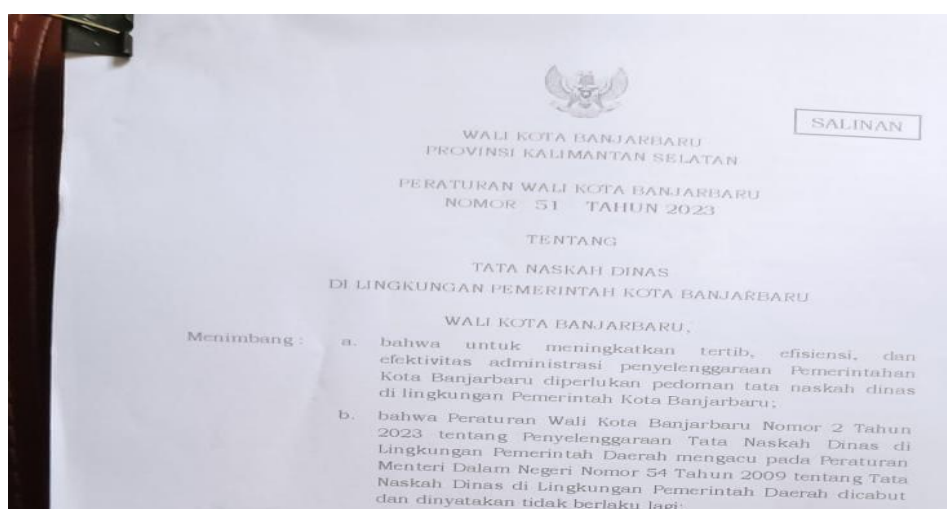 SALINAN
WALI KOTA BANJARBARU
PROVINSI KALIMANTAN SELATAN
PERATURAN WALI KOTA BANJARBARU
NOMOR 51 TAHUN 2023
TENTANG
TATA NASKAH DINAS
DI LINGKUNGAN PEMERINTAH KOTA BANJARBARU
WALI KOTA BANJARBARU,
Menimbang : a. bahwa untuk meningkatkan tertib, efisiensi, dan
efektivitas administrasi penyelenggaraan Pemerintahan
Kota Banjarbaru diperlukan pedoman tata naskah dinas
di lingkungan Pemerintah Kota Banjarbaru;
b. bahwa Peraturan Wali Kota Banjarbaru Nomor 2 Tahun
2023 tentang Penyelenggaraan Tata Naskah Dinas di
Lingkungan Pemerintah Daerah mengacu pada Peraturan
Menteri Dalam Negeri Nomor 54 Tahun 2009 tentang Tata
Naskah Dinas di Lingkungan Pemerintah Daerah dicabut
dan dinyatakan tidak berlaku lagi;